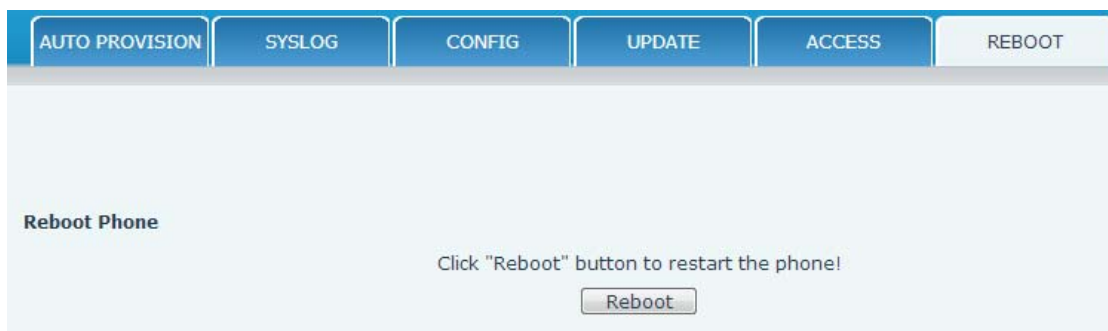 AUTO PROVISION SYSLOG CONFIG UPDATE ACCESS REBOOT
Reboot Phone
Click "Reboot" button to restart the phone!
Reboot